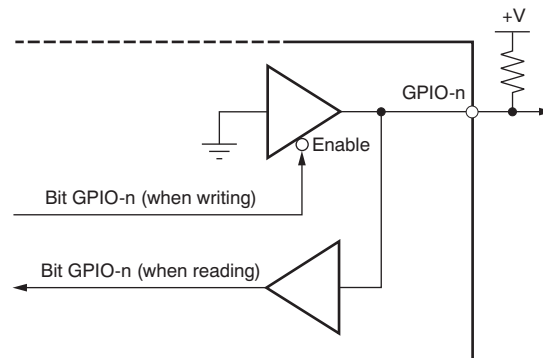 +V
GPIO-n
Enable
Bit GPIO-n (when writing)
Bit GPIO-n (when reading)